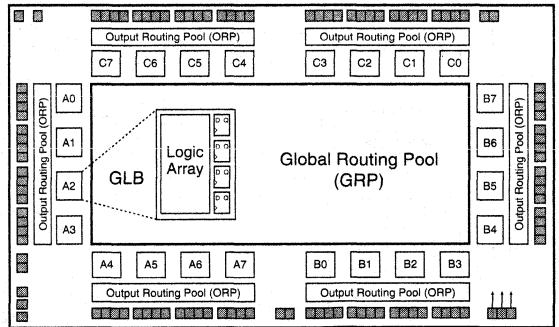 Output Routing Pool (ORP)
Output Routing Pool (ORP)
C7 C6 C5 C4
C3 C2 C1 C0
Output Routing Pool (ORP)
A0
A1
A2
A3
GLB
Logic
Array
Global Routing Pool
(GRP)
B7
B6
B5
B4
Output Routing Pool (ORP)
A4 A5 A6 A7
B0 B1 B2 B3
Output Routing Pool (ORP)
Output Routing Pool (ORP)